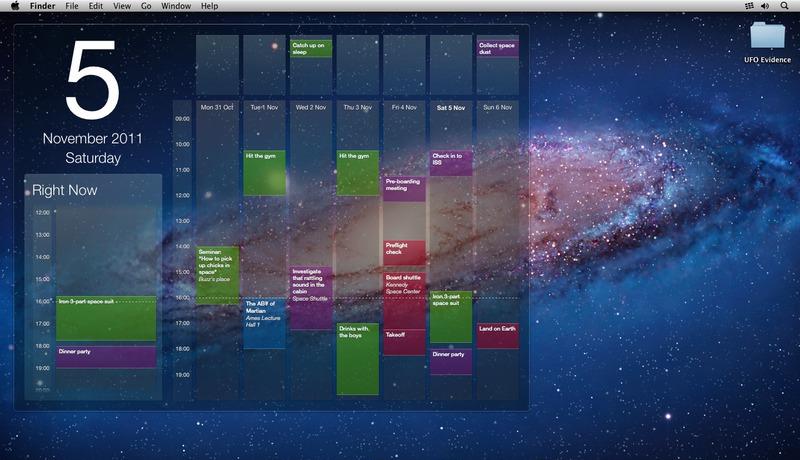 Finder File Edit View Go Window Help
UFO Evidence
5
November 2011
Saturday
Right Now
12:00
13:00
14:00
15:00
16:00
17:00
18:00
19:00
20:00
Iron 3-part space suit
Dinner party
Catch up on
sleep
Collect space
dust
Mon 31 Oct
Tue 1 Nov
Wed 2 Nov
Thu 3 Nov
Fri 4 Nov
Sat 5 Nov
Sun 6 Nov
09:00
10:00
11:00
12:00
13:00
14:00
15:00
16:00
17:00
18:00
19:00
Seminar:
"How to pick
up chicks in
space"
Buzz's place
Hit the gym
The ABY of
Martian
Ames Lecture
Hall 1
Investigate
that rattling
sound in the
cabin
Space Shuttle
Hit the gym
Drinks with
the boys
Pre-boarding
meeting
Preflight
check
Board shuttle
Kennedy
Space Center
Takeoff
Check in to
ISS
Iron 3-part
space suit
Dinner party
Land on Earth